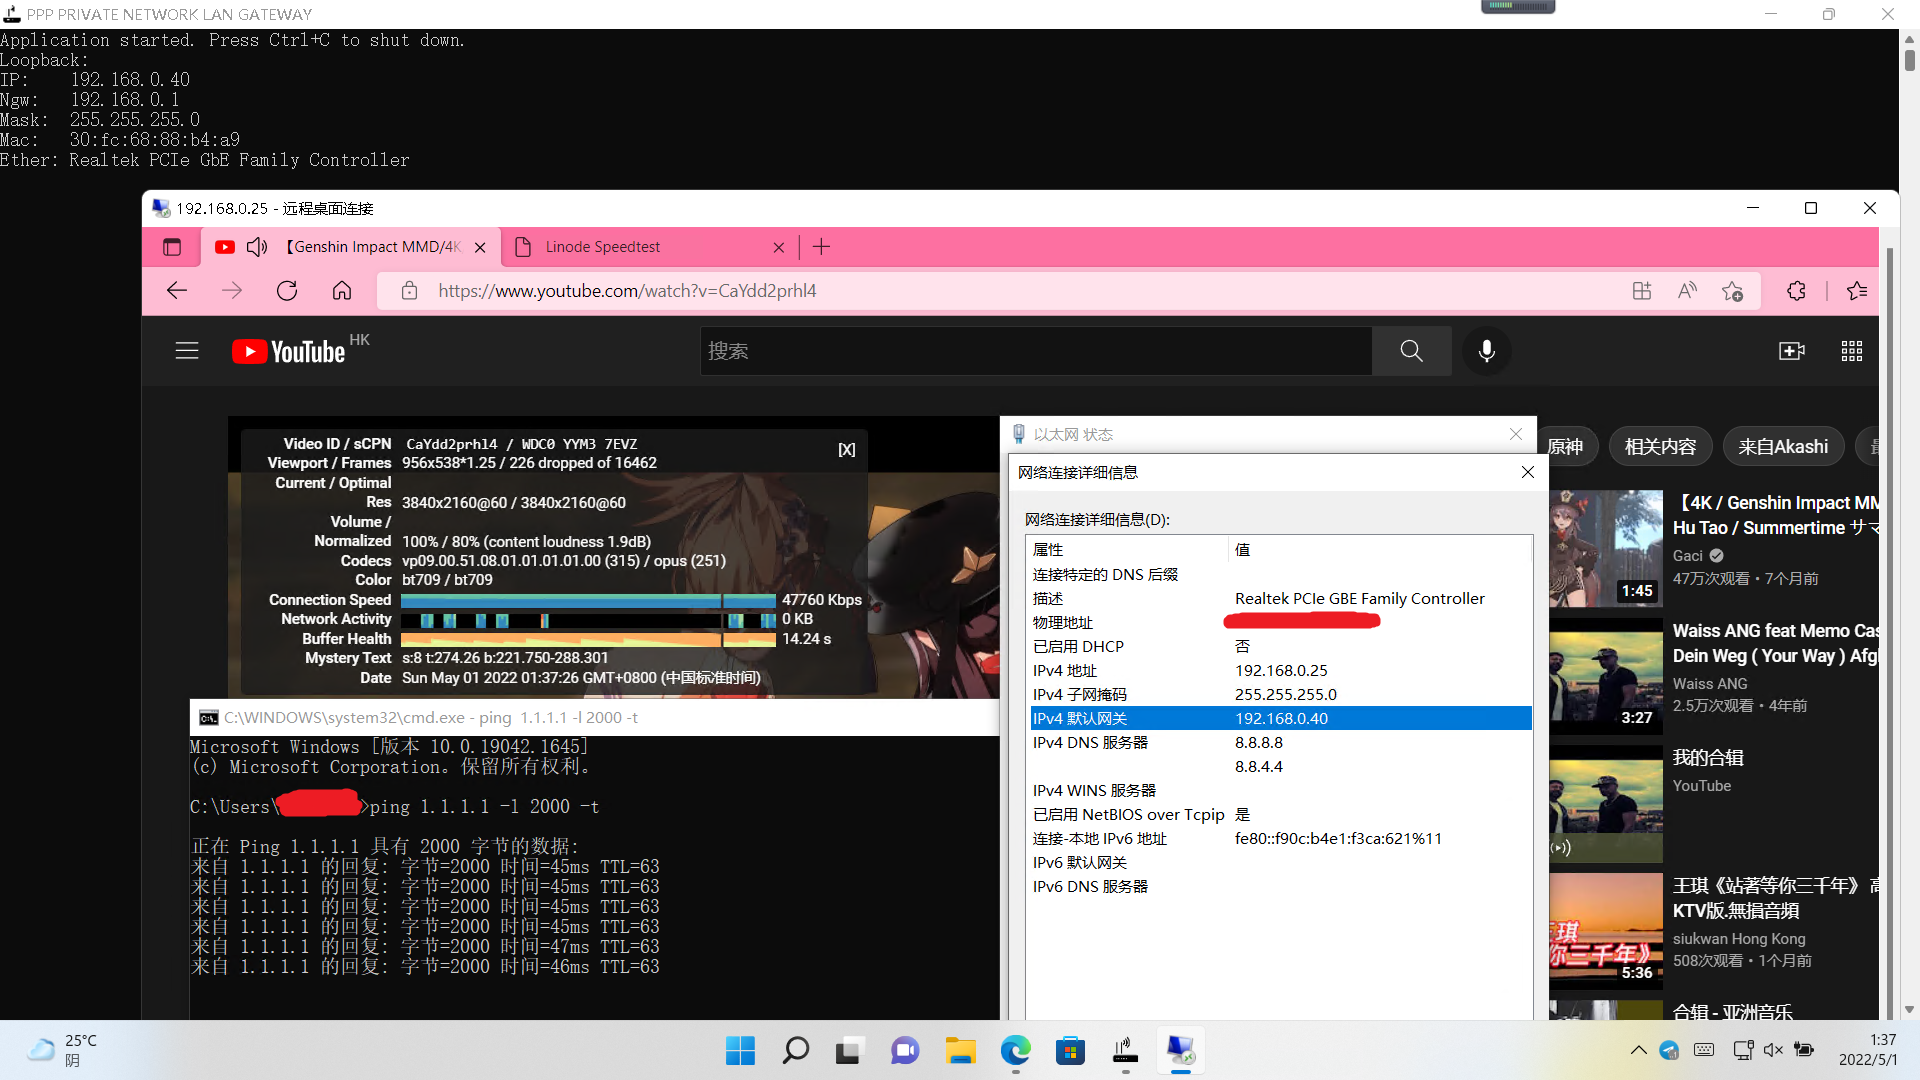 PPP PRIVATE NETWORK LAN GATEWAY
Application started. Press Ctrl+C to shut down.
Loopback:
IP: 192.168.0.40
Ngw: 192.168.0.1
Mask: 255.255.255.0
Mac: 30:fc:68:88:b4:a9
Ether: Realtek PCIe GbE Family Controller
192.168.0.25 - 远程桌面连接
【Genshin Impact MMD/4K
Linode Speedtest
https://www.youtube.com/watch?v=CaYdd2prhl4
YouTube HK
搜索
Video ID / sCPN CaYdd2prhl4 / WDC0 YYM3 7EVZ
[X]
Viewport / Frames 956x538*1.25 / 226 dropped of 16462
Current / Optimal
Res 3840x2160@60 / 3840x2160@60
Volume /
Normalized 100% / 80% (content loudness 1.9dB)
Codecs vp09.00.51.08.01.01.01.01.00 (315) / opus (251)
Color bt709 / bt709
Connection Speed 47760 Kbps
Network Activity 0 KB
Buffer Health 14.24 s
Mystery Text s:8 t:274.26 b:221.750-288.301
Date Sun May 01 2022 01:37:26 GMT+0800 (中国标准时间)
C:\WINDOWS\system32\cmd.exe - ping 1.1.1.1 -l 2000 -t
Microsoft Windows [版本 10.0.19042.1645]
(c) Microsoft Corporation。保留所有权利。
C:\Users\
>ping 1.1.1.1 -l 2000 -t
正在 Ping 1.1.1.1 具有 2000 字节的数据:
来自 1.1.1.1 的回复: 字节=2000 时间=45ms TTL=63
来自 1.1.1.1 的回复: 字节=2000 时间=45ms TTL=63
来自 1.1.1.1 的回复: 字节=2000 时间=45ms TTL=63
来自 1.1.1.1 的回复: 字节=2000 时间=45ms TTL=63
来自 1.1.1.1 的回复: 字节=2000 时间=47ms TTL=63
来自 1.1.1.1 的回复: 字节=2000 时间=46ms TTL=63
以太网 状态
网络连接详细信息
网络连接详细信息(D):
属性 值
连接特定的 DNS 后缀
描述 Realtek PCIe GBE Family Controller
物理地址
已启用 DHCP 否
IPv4 地址 192.168.0.25
IPv4 子网掩码 255.255.255.0
IPv4 默认网关 192.168.0.40
IPv4 DNS 服务器 8.8.8.8
8.8.4.4
IPv4 WINS 服务器
已启用 NetBIOS over Tcpip 是
连接-本地 IPv6 地址 fe80::f90c:b4e1:f3ca:621%11
IPv6 默认网关
IPv6 DNS 服务器
原神
相关内容
来自Akashi
【4K / Genshin Impact MM
Hu Tao / Summertime サマ
Gaci
47万次观看 • 7个月前
1:45
Waiss ANG feat Memo Cas
Dein Weg ( Your Way ) Afgh
Waiss ANG
2.5万次观看 • 4年前
3:27
我的合辑
YouTube
王琪《站著等你三千年》 高
KTV版.無損音頻
siukwan Hong Kong
508次观看 • 1个月前
琪
你三千年》
5:36
合辑 - 亚洲音乐
25°C
阴
1:37
2022/5/1